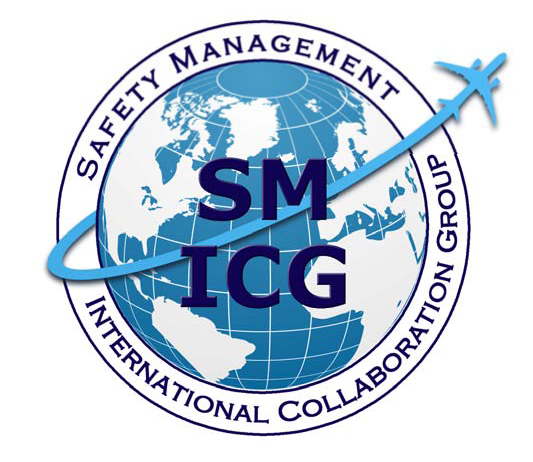 SAFETY MANAGEMENT
SM
ICG
INTERNATIONAL COLLABORATION GROUP